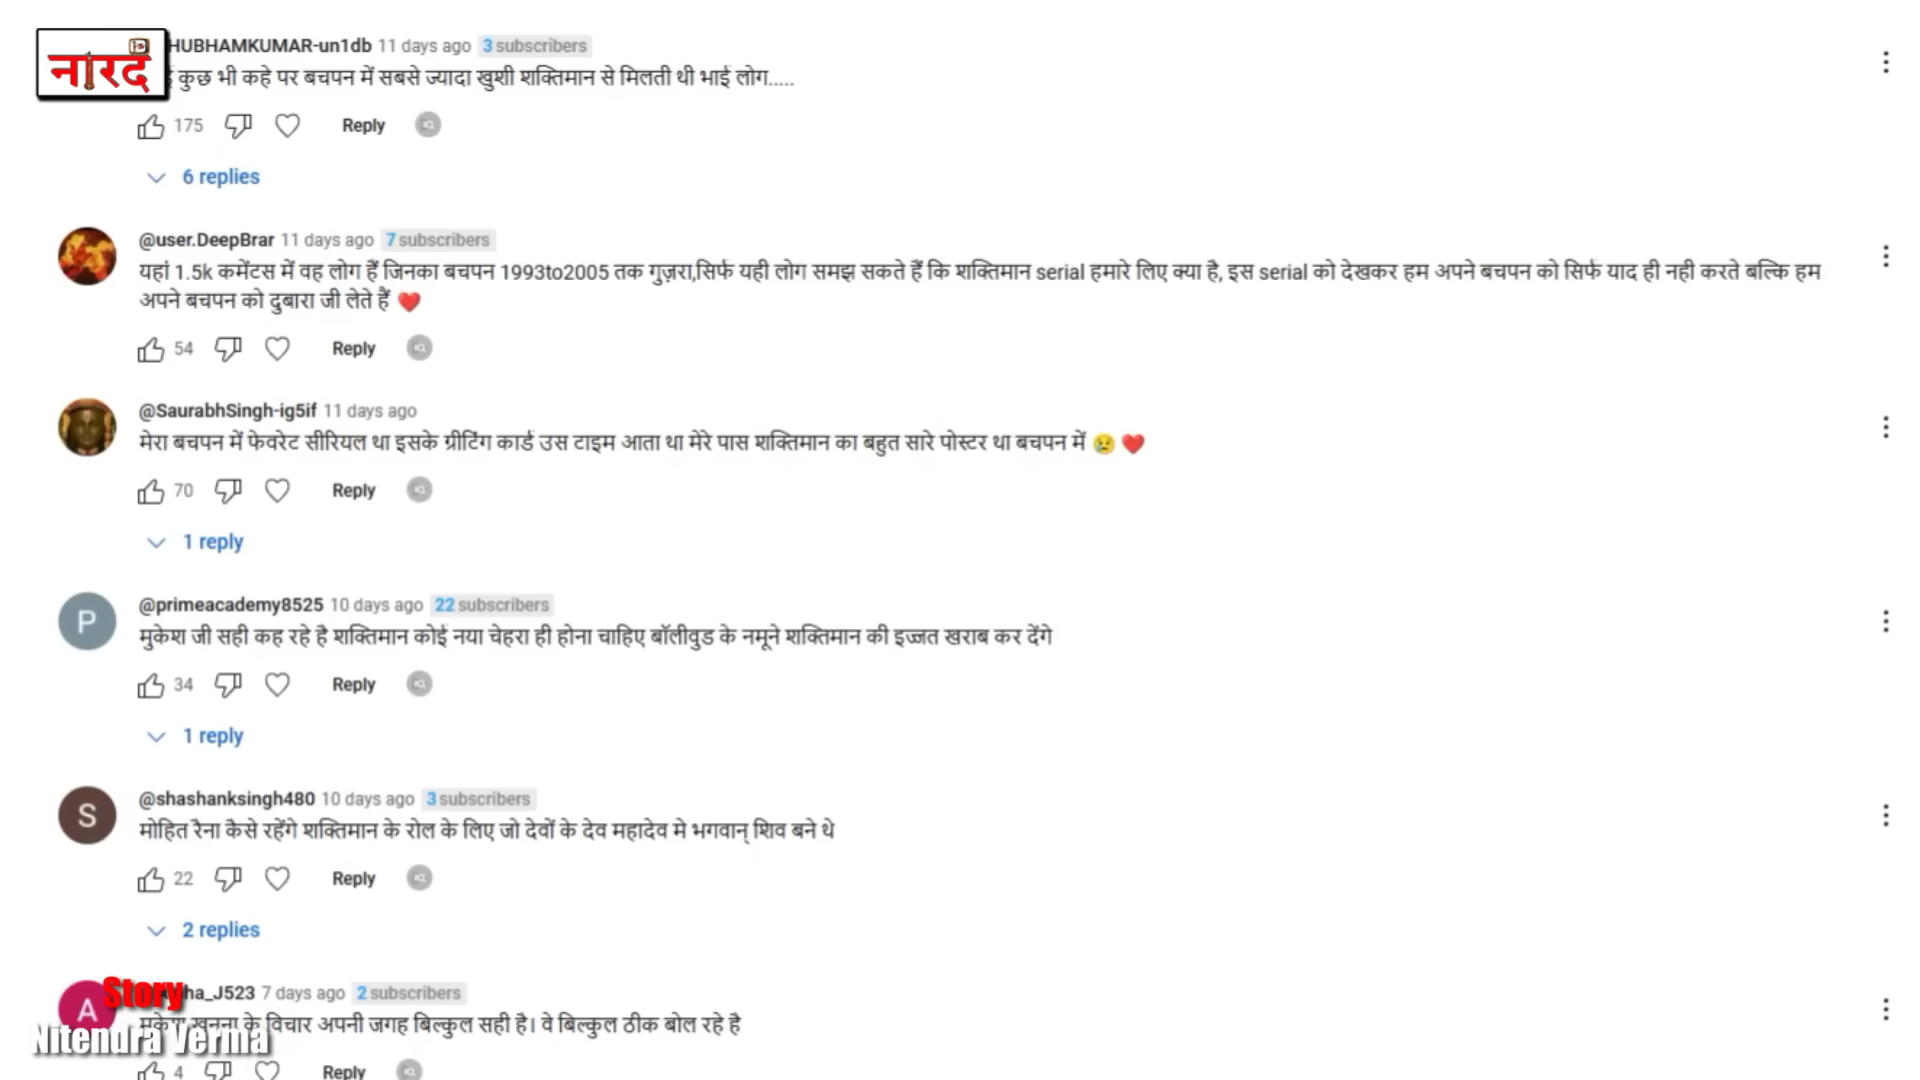 नारद
HUBHAMKUMAR-un1db 11 days ago 3 subscribers
कुछ भी कहे पर बचपन में सबसे ज्यादा खुशी शक्तिमान से मिलती थी भाई लोग.....
175 Reply
6 replies
@user.DeepBrar 11 days ago 7 subscribers
यहां 1.5k कमेंटस में वह लोग हैं जिनका बचपन 1993to2005 तक गुज़रा,सिर्फ यही लोग समझ सकते हैं कि शक्तिमान serial हमारे लिए क्या है, इस serial को देखकर हम अपने बचपन को सिर्फ याद ही नही करते बल्कि हम
अपने बचपन को दुबारा जी लेते हैं ❤️
54 Reply
@SaurabhSingh-ig5if 11 days ago
मेरा बचपन में फेवरेट सीरियल था इसके ग्रीटिंग कार्ड उस टाइम आता था मेरे पास शक्तिमान का बहुत सारे पोस्टर था बचपन में 😢 ❤️
70 Reply
1 reply
P
@primeacademy8525 10 days ago 22 subscribers
मुकेश जी सही कह रहे है शक्तिमान कोई नया चेहरा ही होना चाहिए बॉलीवुड के नमूने शक्तिमान की इज्जत खराब कर देंगे
34 Reply
1 reply
S
@shashanksingh480 10 days ago 3 subscribers
मोहित रैना कैसे रहेंगे शक्तिमान के रोल के लिए जो देवों के देव महादेव मे भगवान् शिव बने थे
22 Reply
2 replies
A
Story
ha_J523 7 days ago 2 subscribers
मुकेश खन्ना के विचार अपनी जगह बिल्कुल सही है। वे बिल्कुल ठीक बोल रहे है
Nitendra Verma
4 Reply